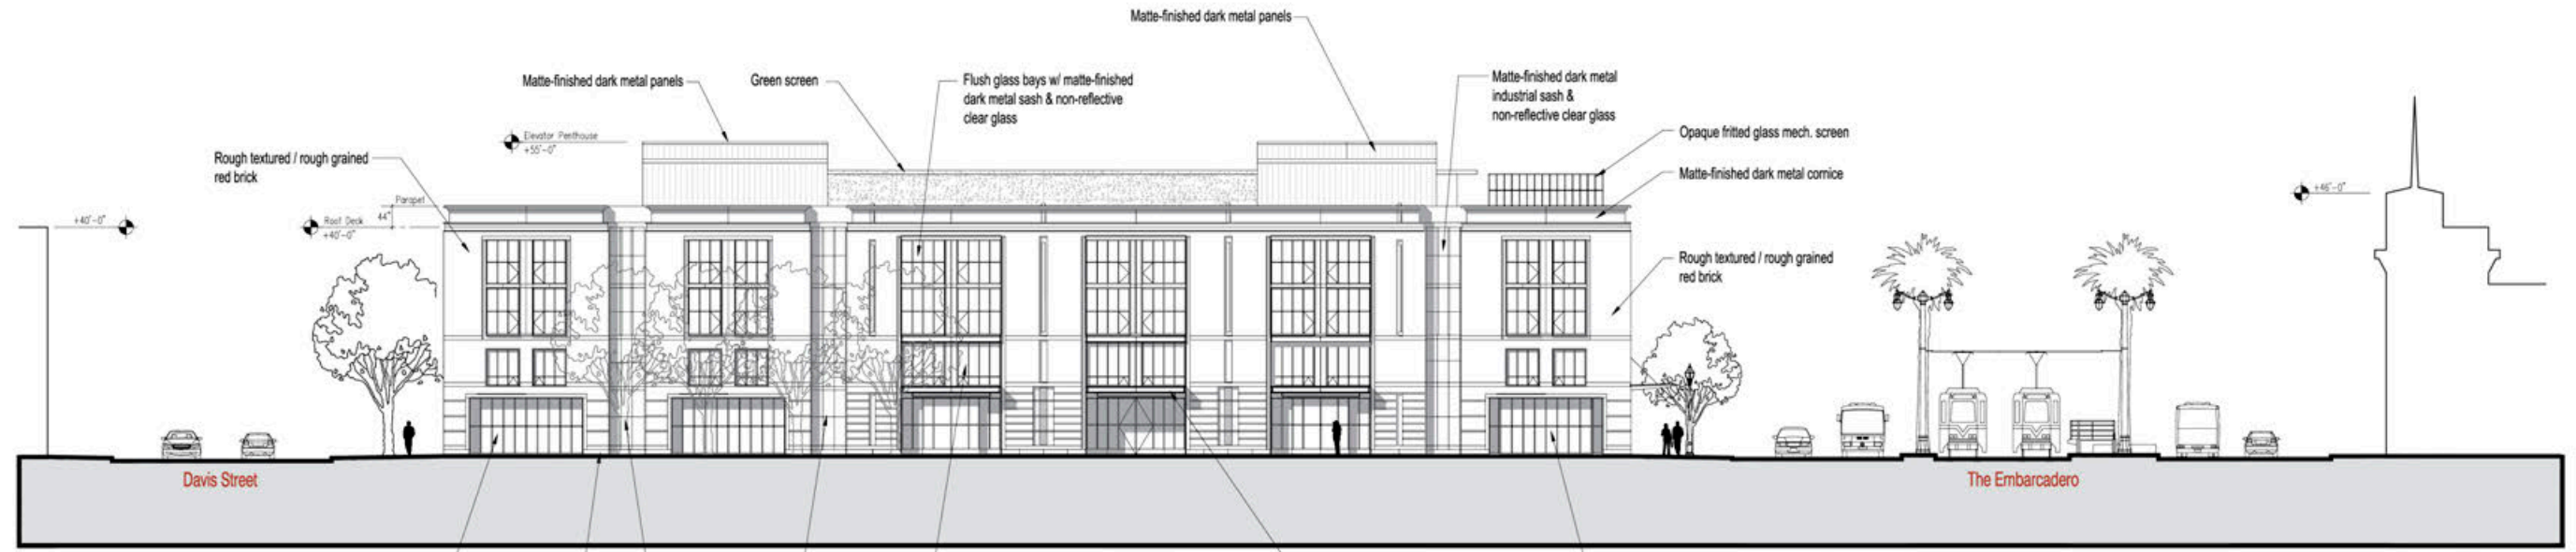 Matte-finished dark metal panels
Matte-finished dark metal panels
Green screen
Flush glass bays w/ matte-finished
dark metal sash & non-reflective
clear glass
Matte-finished dark metal
industrial sash &
non-reflective clear glass
Opaque fritted glass mech. screen
Matte-finished dark metal cornice
Elevator Penthouse
+55'-0"
Rough textured / rough grained
red brick
Parapet
44"
+40'-0"
Roof Deck
+40'-0"
+46'-0"
Rough textured / rough grained
red brick
Davis Street
The Embarcadero